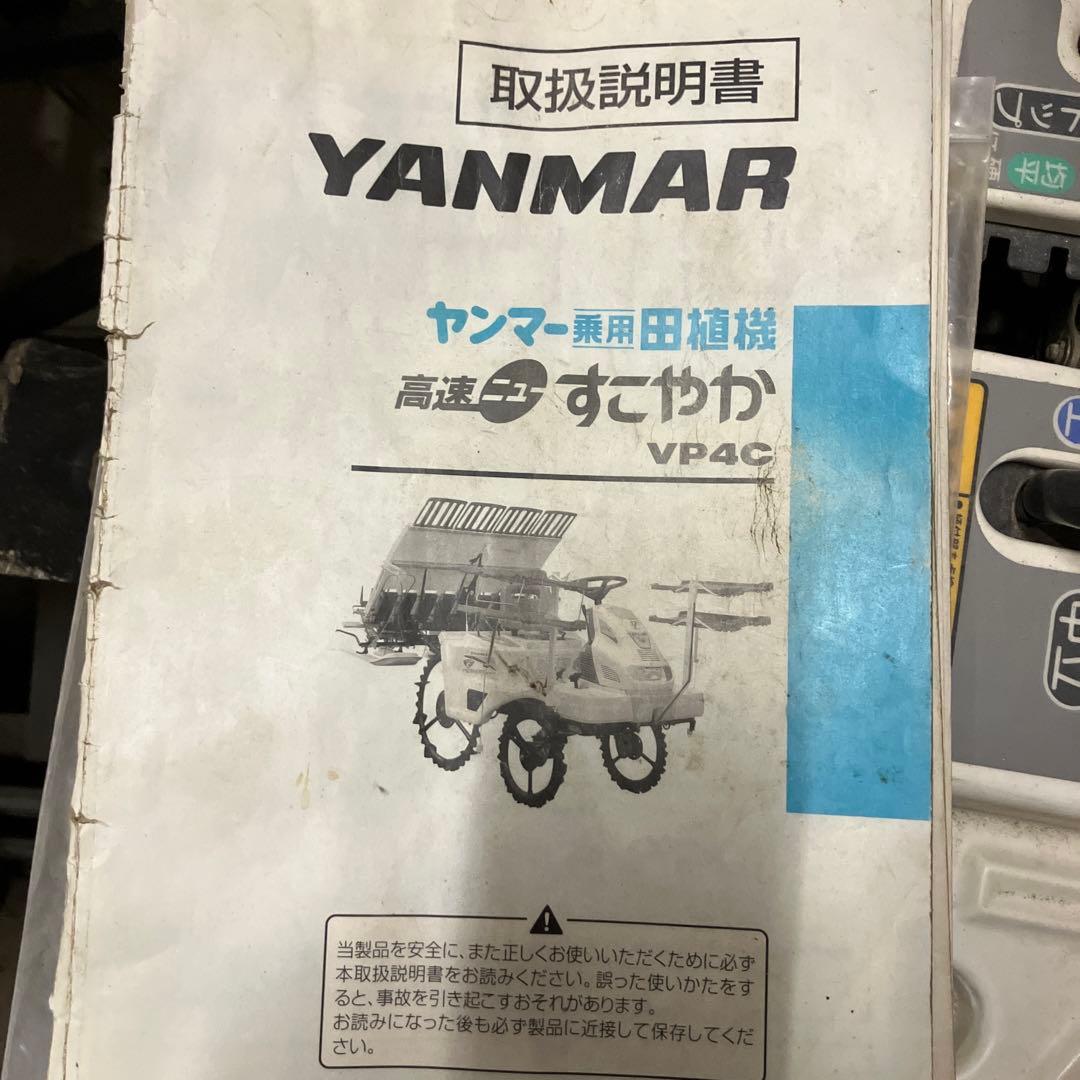 取扱説明書
YANMAR
ヤンマー乗用田植機
高速ニュー すこやか
VP4C
当製品を安全に、また正しくお使いいただくために必ず
本取扱説明書をお読みください。誤った使いかたをす
ると、事故を引き起こすおそれがあります。
お読みになった後も必ず製品に近接して保存してくだ
さい。
トップ
均平